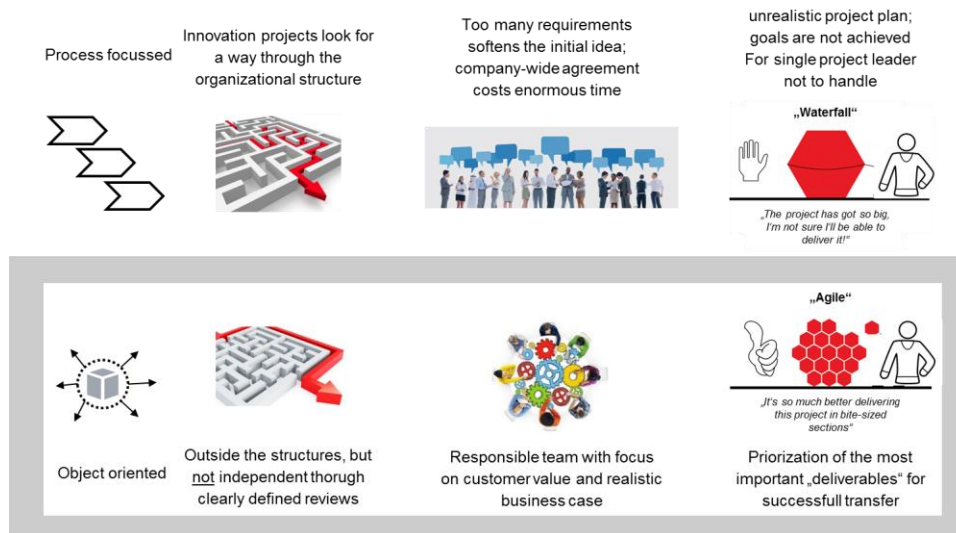 Process focussed
Innovation projects look for
a way through the
organizational structure
Too many requirements
softens the initial idea;
company-wide agreement
costs enormous time
unrealistic project plan;
goals are not achieved
For single project leader
not to handle
„Waterfall“
„The project has got so big,
I'm not sure I'll be able to
deliver it!“
Object oriented
Outside the structures, but
not independent thorugh
clearly defined reviews
Responsible team with focus
on customer value and realistic
business case
„Agile“
„It's so much better delivering
this project in bite-sized
sections“
Priorization of the most
important „deliverables“ for
successfull transfer